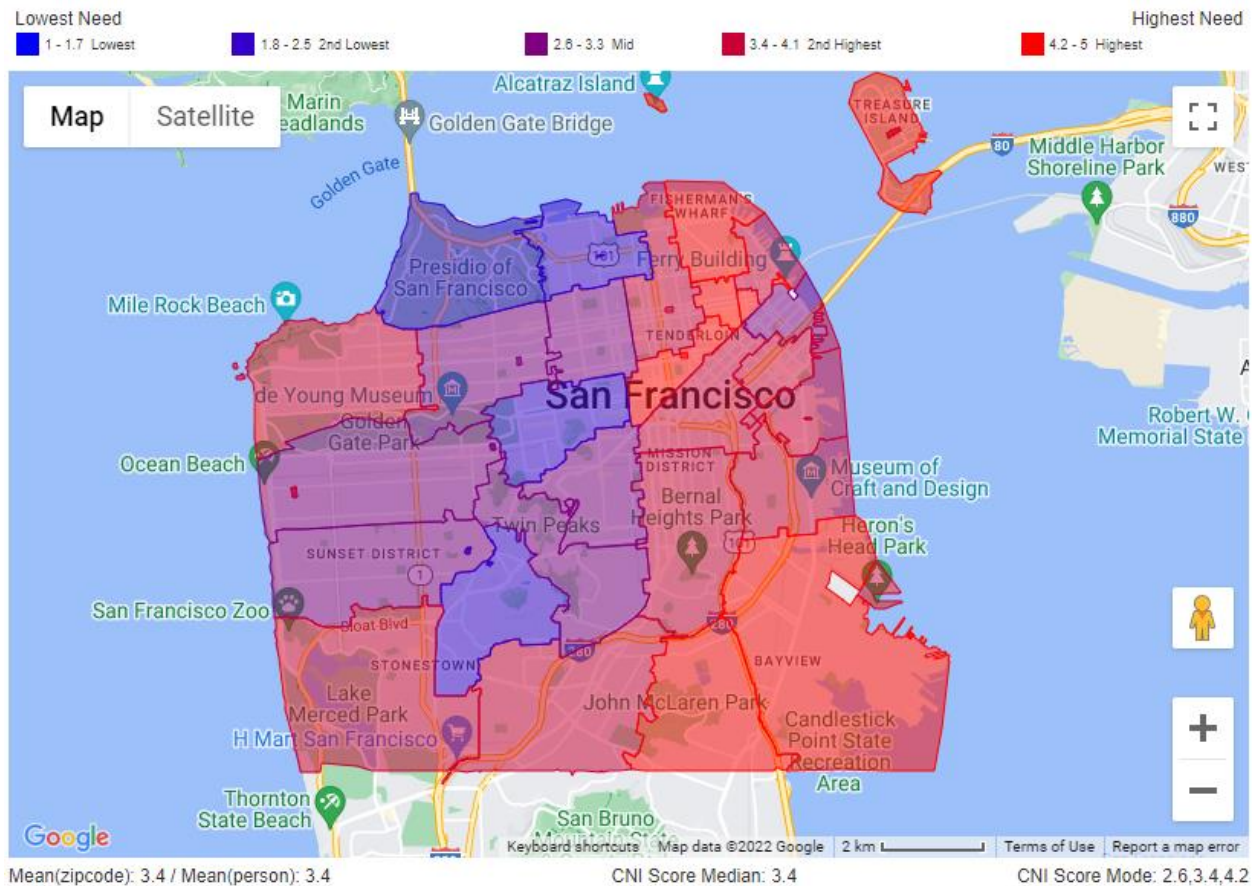 Lowest Need Highest Need
1 - 1.7 Lowest 1.8 - 2.5 2nd Lowest 2.6 - 3.3 Mid 3.4 - 4.1 2nd Highest 4.2 - 5 Highest
Map Satellite
Marin
eadlands
Alcatraz Island
Golden Gate Bridge
TREASURE
ISLAND
80
Middle Harbor
Shoreline Park
WES
880
Golden Gate
FISHERMAN'S
WHARF
101
Ferry Building
Presidio of
San Francisco
Mile Rock Beach
TENDERLOIN
de Young Museum
San Francisco
Golden
Gate Park
Robert W.
Memorial State
Ocean Beach
MISSION
DISTRICT
Museum of
Craft and Design
Bernal
Heights Park
Twin Peaks
101
Heron's
Head Park
SUNSET DISTRICT
1
San Francisco Zoo
Sloat Blvd
280
280
STONESTOWN
BAYVIEW
Lake
Merced Park
John McLaren Park
H Mart San Francisco
Candlestick
Point State
Recreation
Area
Thornton
State Beach
San Bruno
Mountain State
Google
Keyboard shortcuts Map data ©2022 Google 2 km Terms of Use Report a map error
Mean(zipcode): 3.4 / Mean(person): 3.4 CNI Score Median: 3.4 CNI Score Mode: 2.6,3.4,4.2